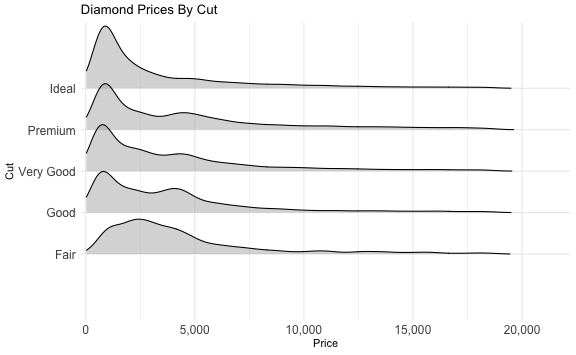 Diamond Prices By Cut
Ideal
Premium
Very Good
Good
Fair
Cut
0 5,000 10,000 15,000 20,000
Price